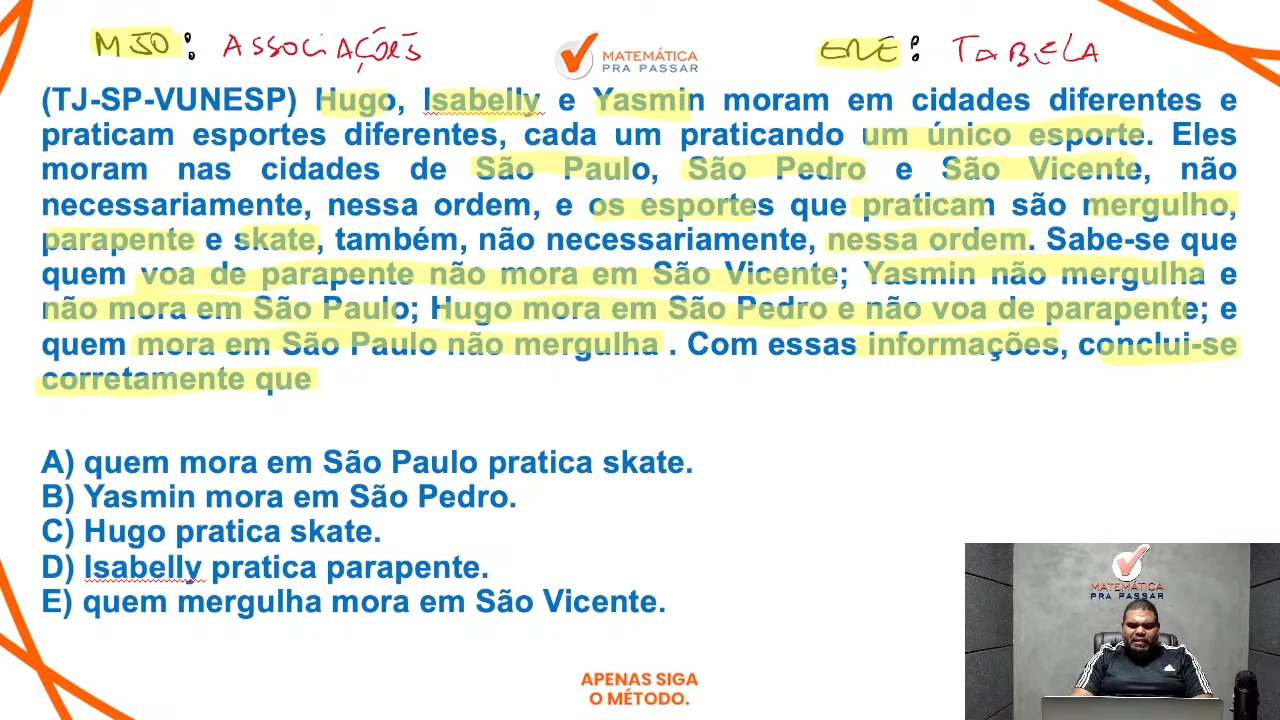 M50: ASSOCIAÇÕES
MATEMÁTICA
PRA PASSAR
ENE: TABELA
(TJ-SP-VUNESP) Hugo, Isabelly e Yasmin moram em cidades diferentes e
praticam esportes diferentes, cada um praticando um único esporte. Eles
moram nas cidades de São Paulo, São Pedro e São Vicente, não
necessariamente, nessa ordem, e os esportes que praticam são mergulho,
parapente e skate, também, não necessariamente, nessa ordem. Sabe-se que
quem voa de parapente não mora em São Vicente; Yasmin não mergulha e
não mora em São Paulo; Hugo mora em São Pedro e não voa de parapente; e
quem mora em São Paulo não mergulha . Com essas informações, conclui-se
corretamente que
A) quem mora em São Paulo pratica skate.
B) Yasmin mora em São Pedro.
C) Hugo pratica skate.
D) Isabelly pratica parapente.
E) quem mergulha mora em São Vicente.
MATEMÁTICA
PRA PASSAR
APENAS SIGA
O MÉTODO.